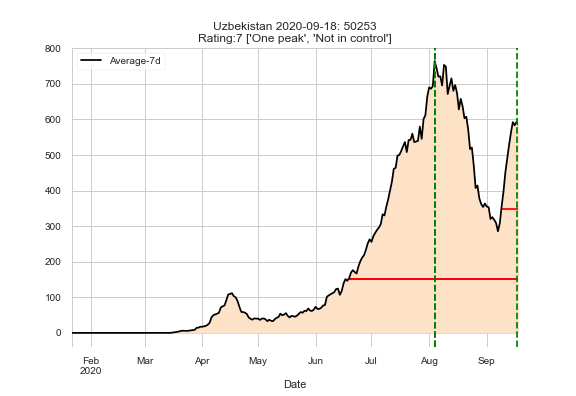 Uzbekistan 2020-09-18: 50253
Rating:7 ['One peak', 'Not in control']
Average-7d
800
700
600
500
400
300
200
100
0
Feb
2020
Mar
Apr
May
Jun
Jul
Aug
Sep
Date